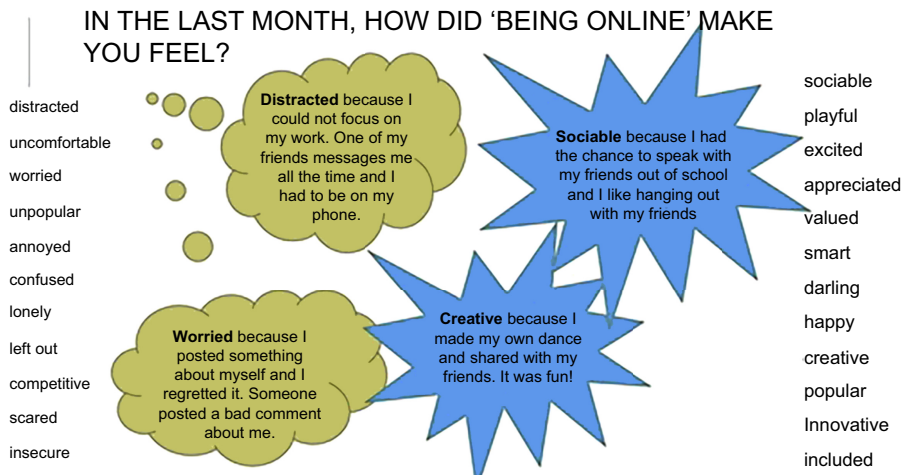 IN THE LAST MONTH, HOW DID ‘BEING ONLINE’ MAKE
YOU FEEL?
distracted
uncomfortable
worried
unpopular
annoyed
confused
lonely
left out
competitive
scared
insecure
Distracted because I
could not focus on
my work. One of my
friends messages me
all the time and I
had to be on my
phone.
Sociable because I had
the chance to speak with
my friends out of school
and I like hanging out
with my friends
Worried because I
posted something
about myself and I
regretted it. Someone
posted a bad comment
about me.
Creative because I
made my own dance
and shared with my
friends. It was fun!
sociable
playful
excited
appreciated
valued
smart
darling
happy
creative
popular
Innovative
included